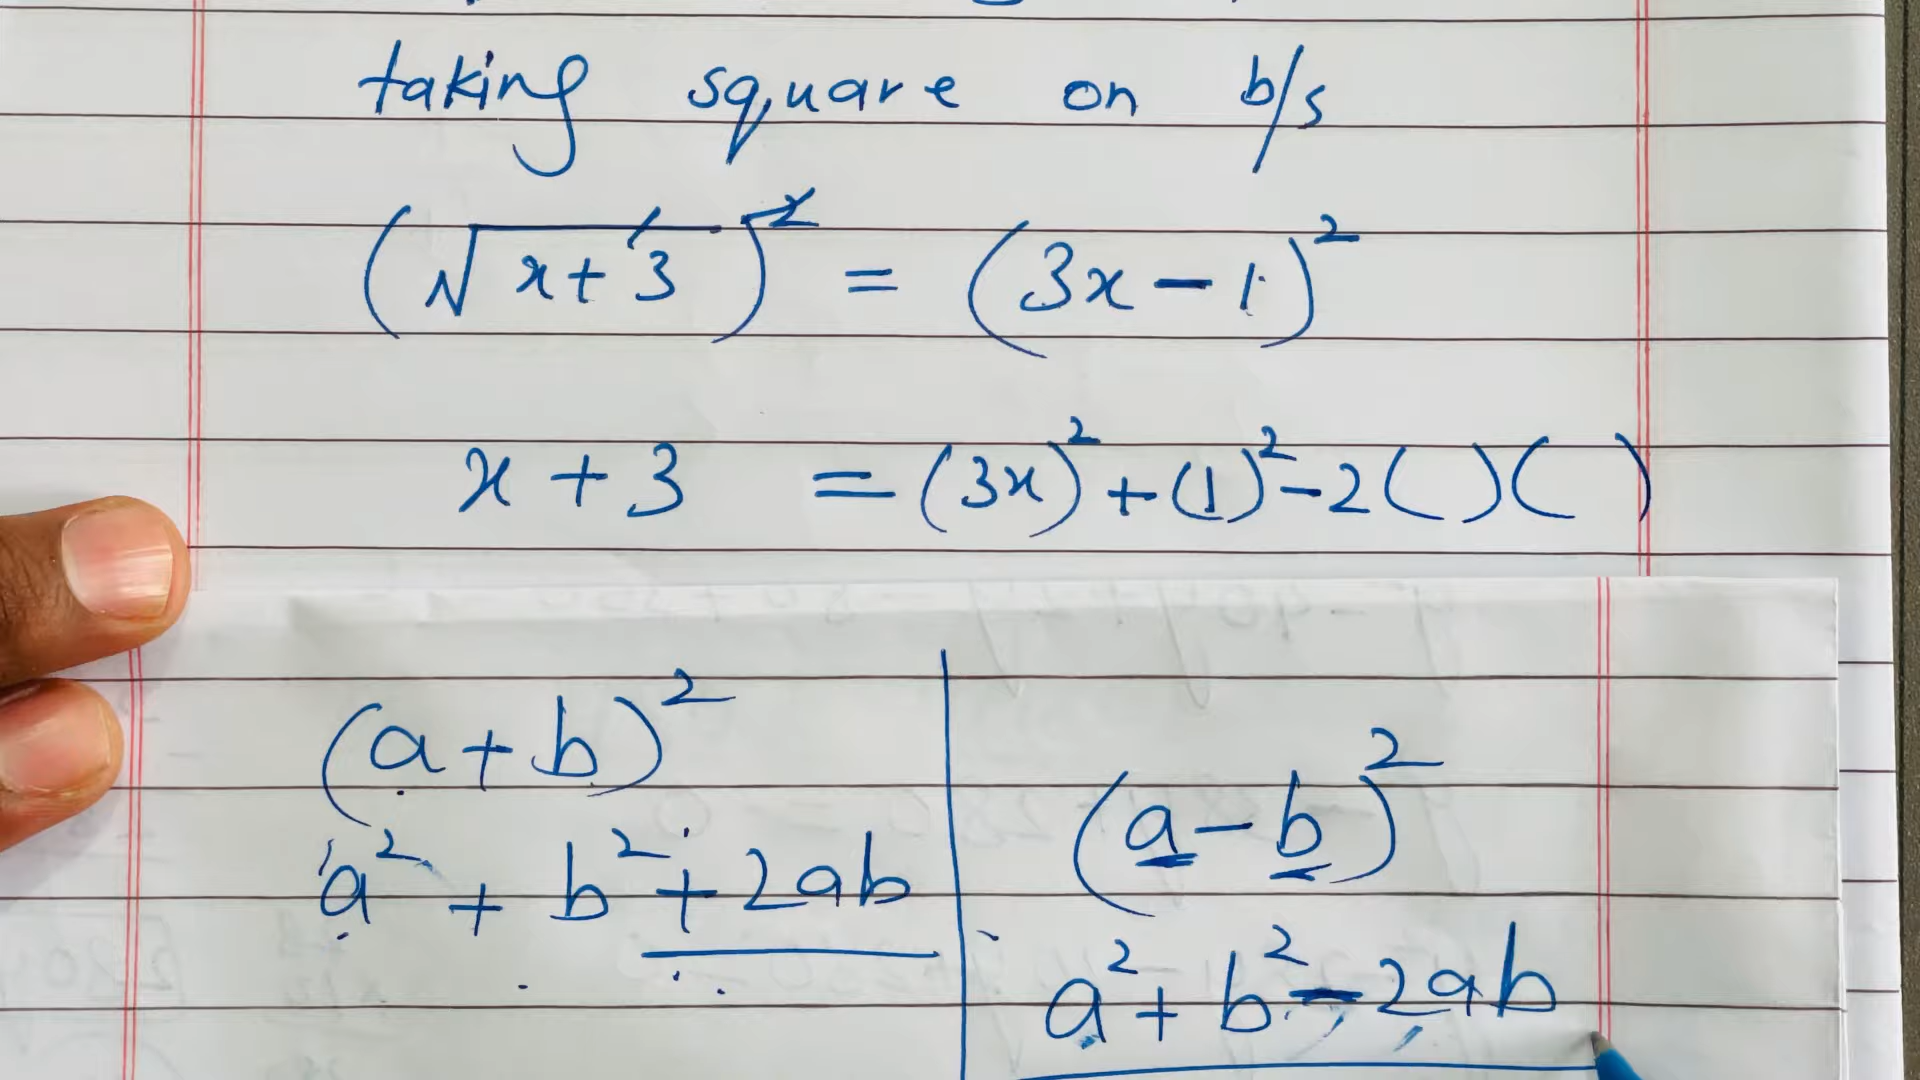 taking square on b/s
(√x+3)² = (3x-1)²
x + 3 = (3x)² + (1)² - 2( )( )
(a+b)²
a² + b² + 2ab
(a-b)²
a² + b² - 2ab